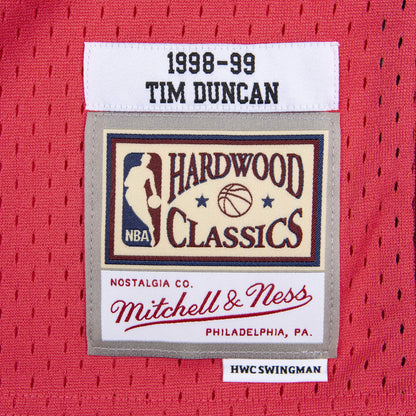 1998-99
TIM DUNCAN
HARDWOOD
CLASSICS
NBA
NOSTALGIA CO.
Mitchell & Ness
PHILADELPHIA, PA.
HWC SWINGMAN